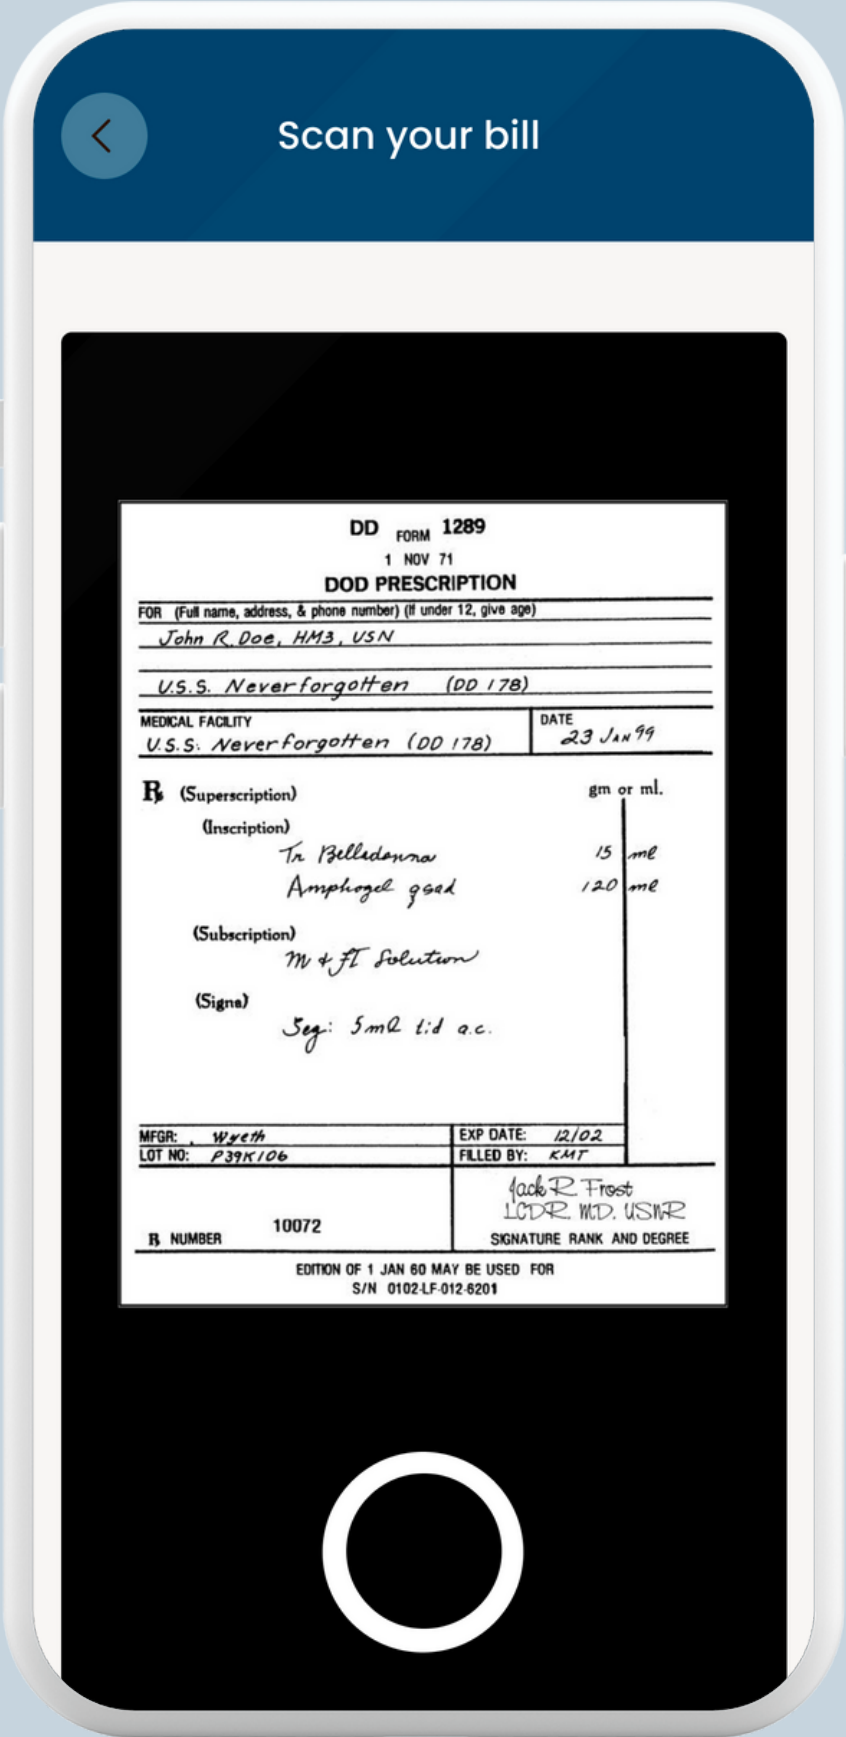 Scan your bill
DD FORM 1289
1 NOV 71
DOD PRESCRIPTION
FOR (Full name, address, & phone number) (If under 12, give age)
John R. Doe, HM3, USN
U.S.S. Neverforgotten (DD 178)
MEDICAL FACILITY
U.S.S. Neverforgotten (DD 178)
DATE
23 JAN 99
℞ (Superscription)
gm or ml.
(Inscription)
Tr Belladonna 15 ml
Amphogel qsad 120 ml
(Subscription)
M & FT Solution
(Signa)
Sig: 5ml tid a.c.
MFGR: Wyeth EXP DATE: 12/02
LOT NO: P39K106 FILLED BY: KMT
Jack R Frost
LCDR. MD. USNR
℞ NUMBER 10072 SIGNATURE RANK AND DEGREE
EDITION OF 1 JAN 60 MAY BE USED FOR
S/N 0102-LF-012-6201